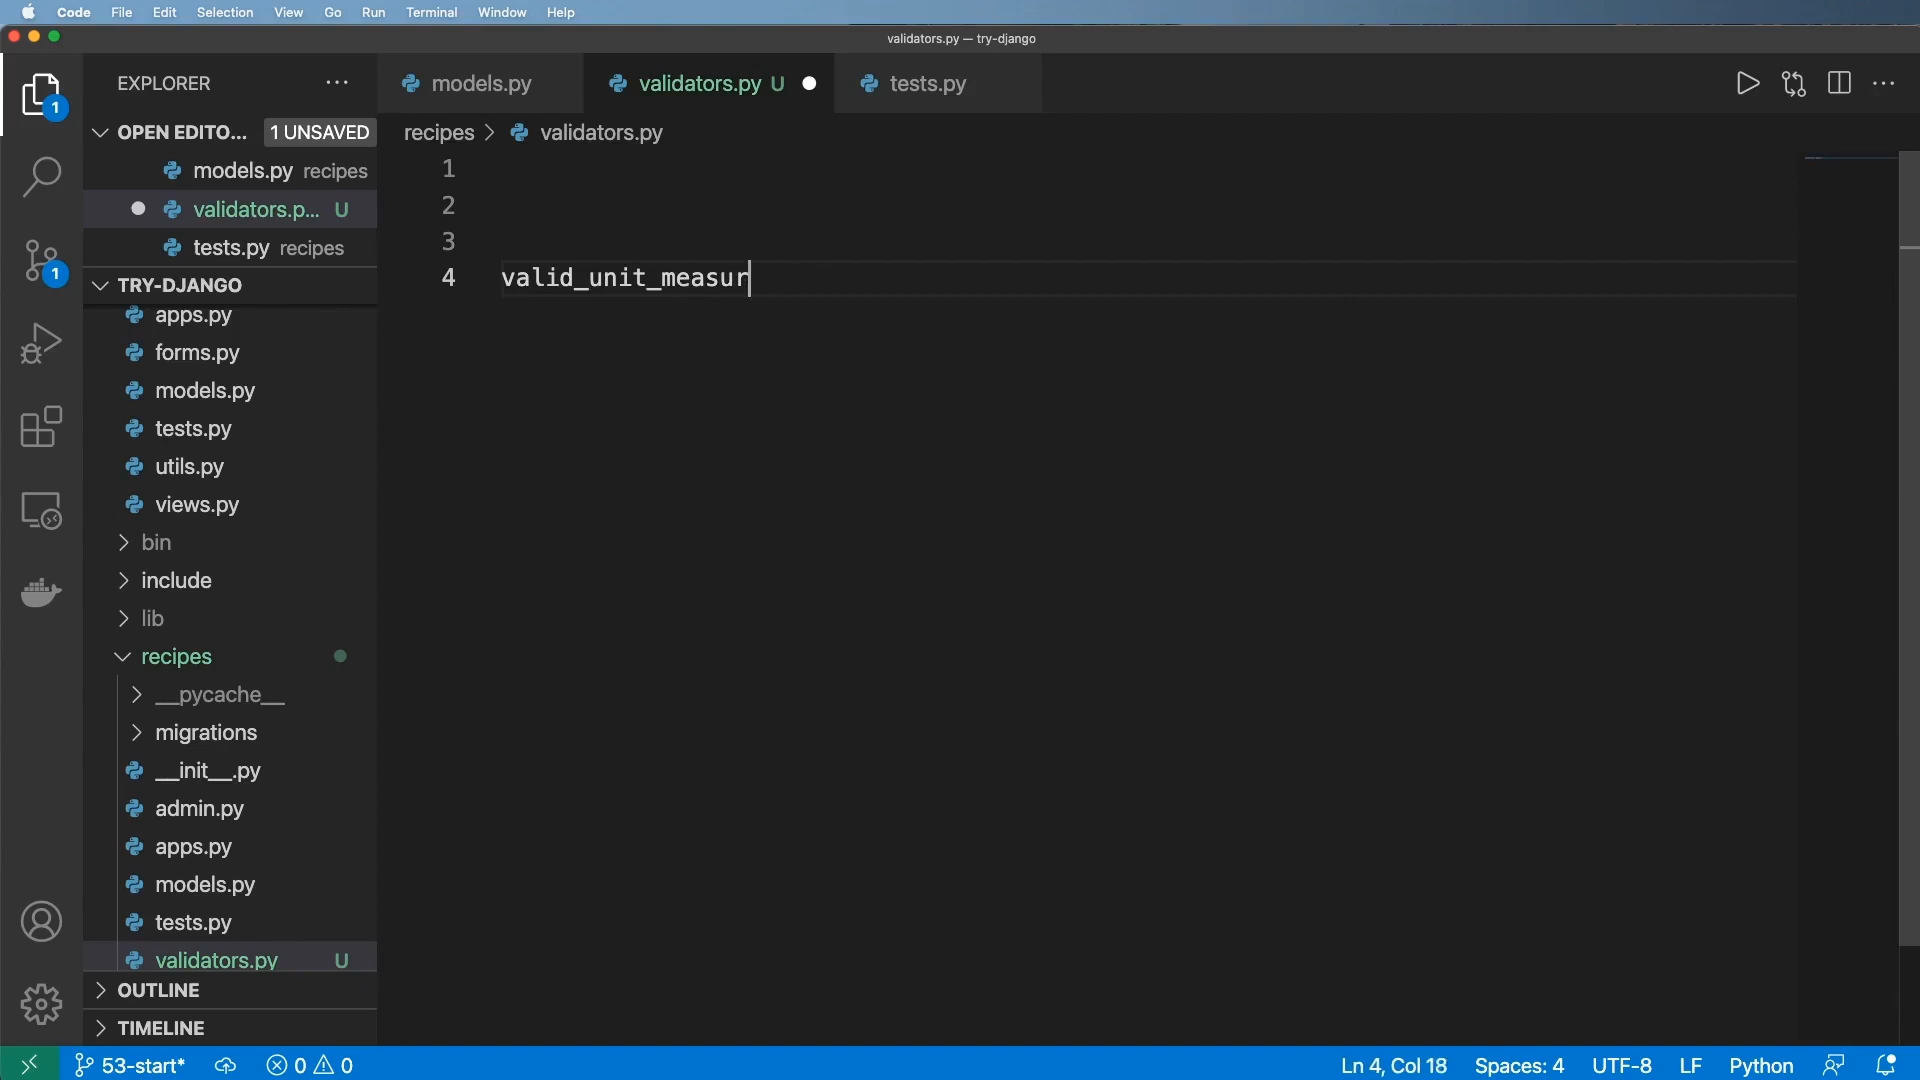 Code File Edit Selection View Go Run Terminal Window Help
validators.py — try-django
EXPLORER
models.py
validators.py U
tests.py
OPEN EDITO... 1 UNSAVED
recipes > validators.py
models.py recipes
validators.p... U
tests.py recipes
TRY-DJANGO
apps.py
forms.py
models.py
tests.py
utils.py
views.py
bin
include
lib
recipes
__pycache__
migrations
__init__.py
admin.py
apps.py
models.py
tests.py
validators.py U
OUTLINE
TIMELINE
1
2
3
4 valid_unit_measur
1
1
53-start* 0 0
Ln 4, Col 18 Spaces: 4 UTF-8 LF Python